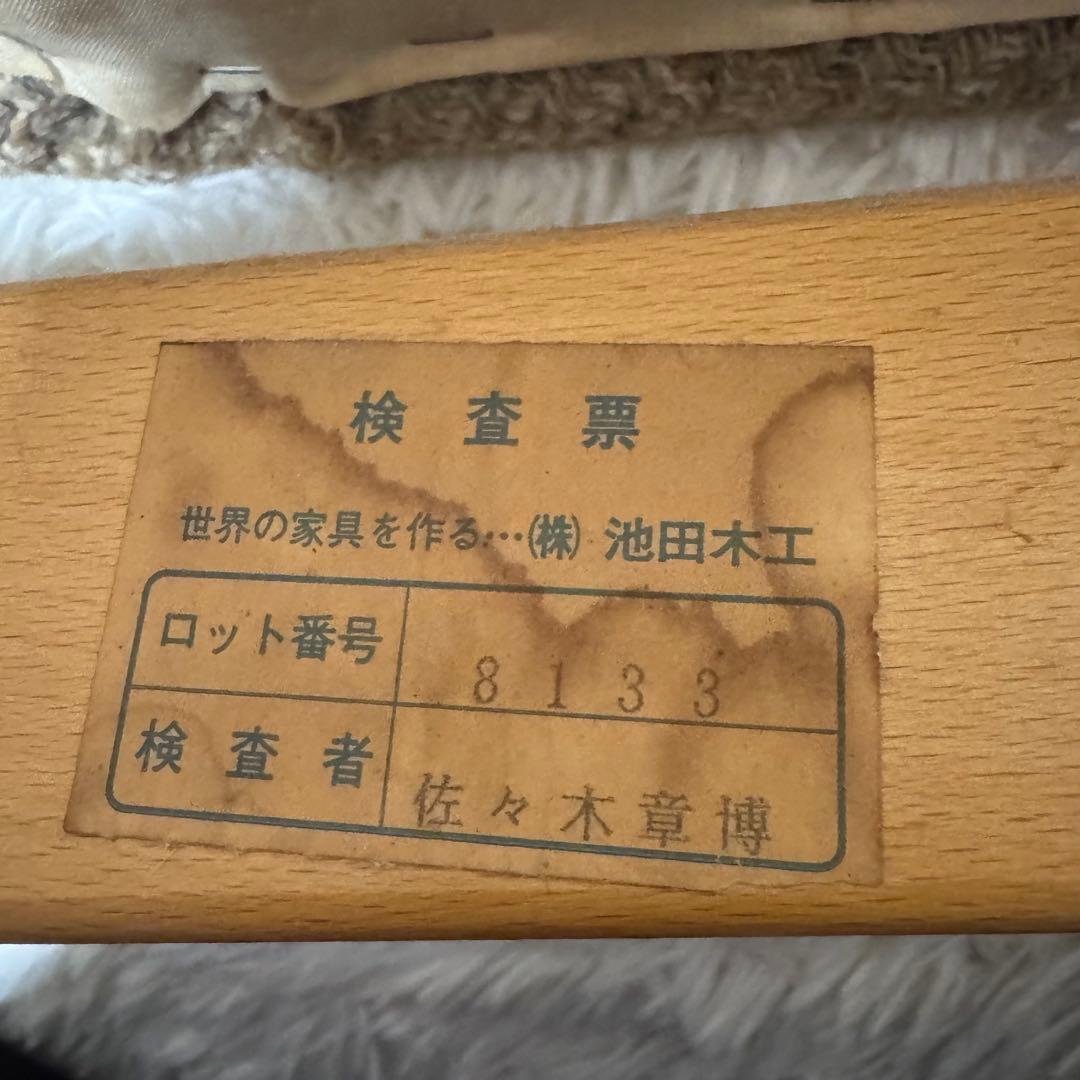 検査票
世界の家具を作る…㈱ 池田木工
ロット番号 8133
検査者 佐々木章博